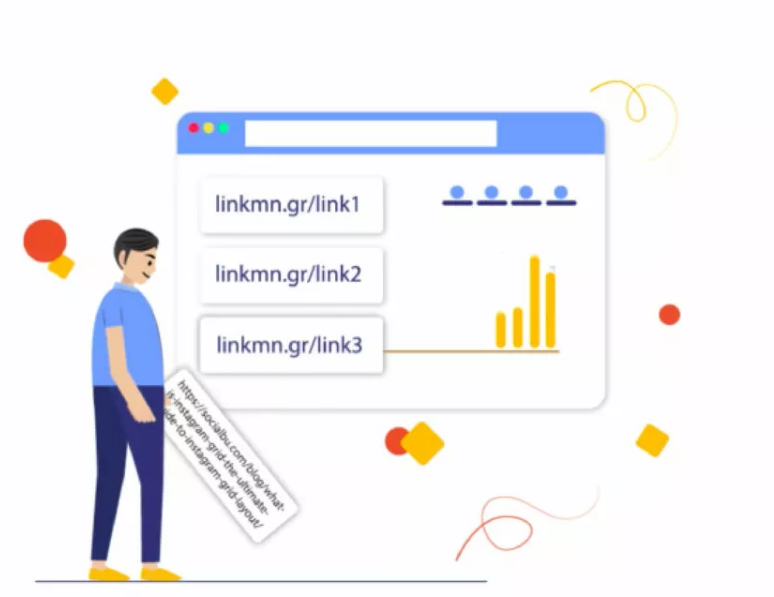 linkmn.gr/link1
linkmn.gr/link2
linkmn.gr/link3
https://socialbu.com/blog/what-
is-instagram-grid-the-ultimate-
ide-to-instagram-grid-layout/